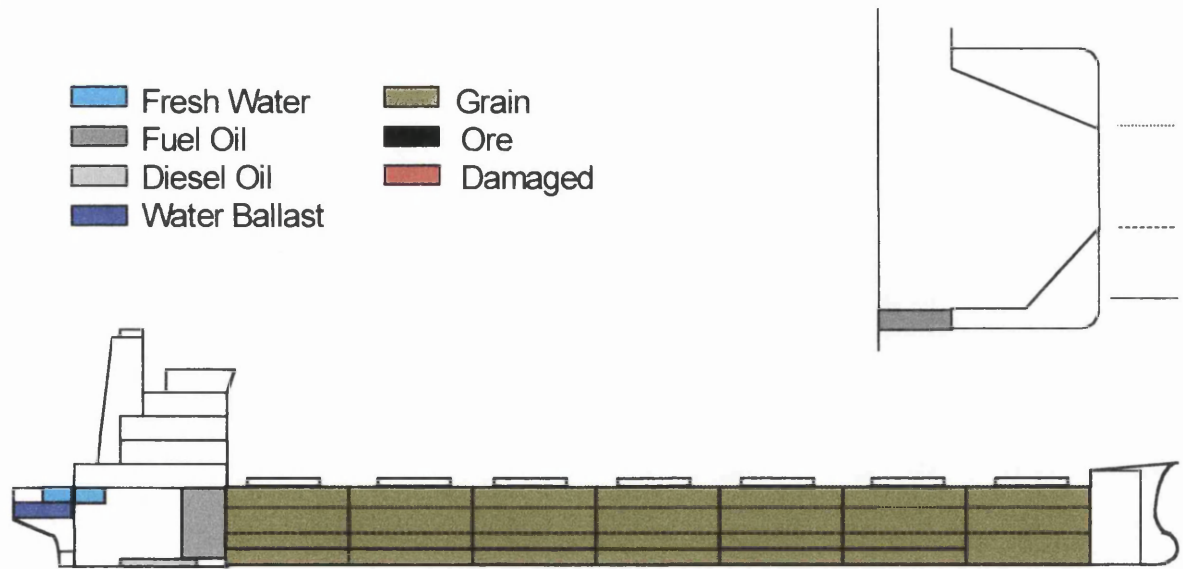 Fresh Water
Fuel Oil
Diesel Oil
Water Ballast
Grain
Ore
Damaged